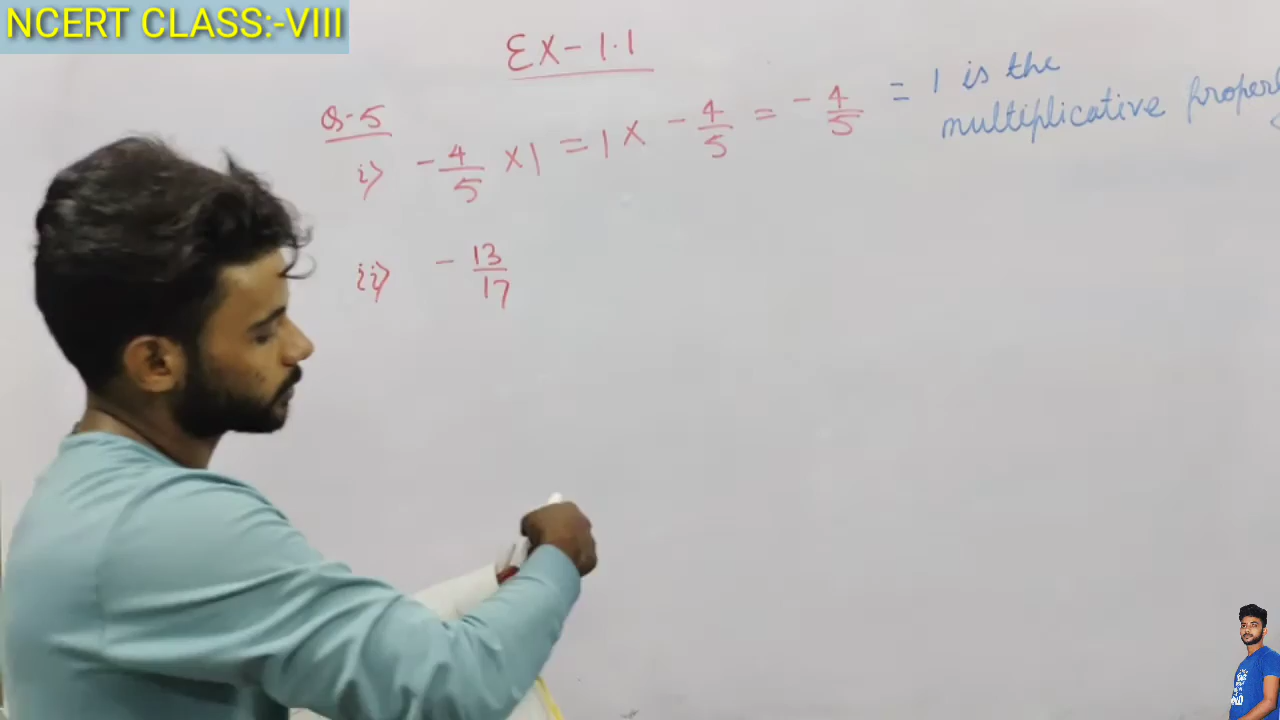 NCERT CLASS:-VIII
EX - 1.1
Q-5
i) -4/5 × 1 = 1 × -4/5 = -4/5 = 1 is the
multiplicative
ii) -13/17